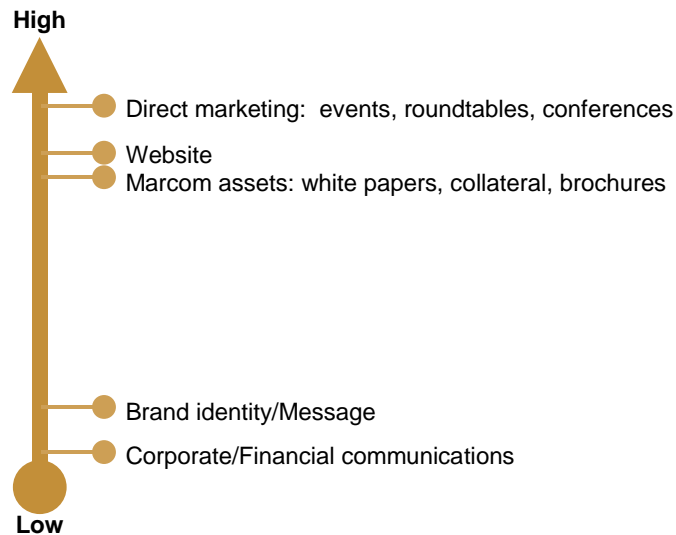 High
Direct marketing:  events, roundtables, conferences
Website
Marcom assets: white papers, collateral, brochures
Brand identity/Message
Corporate/Financial communications
Low